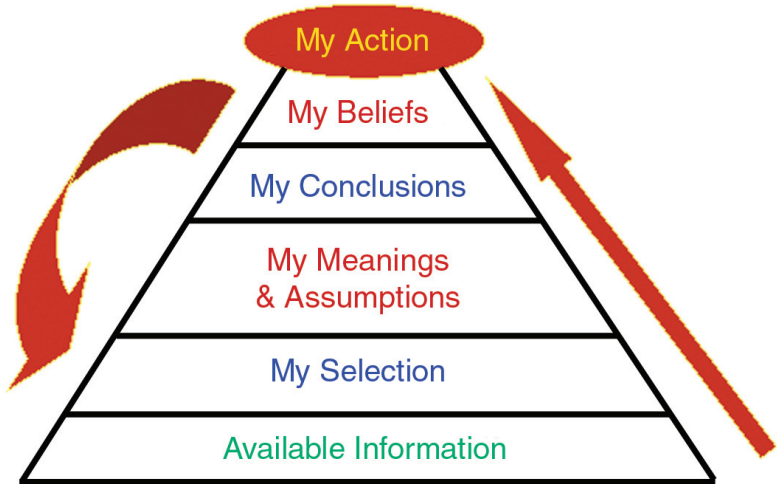 My Action
My Beliefs
My Conclusions
My Meanings
& Assumptions
My Selection
Available Information